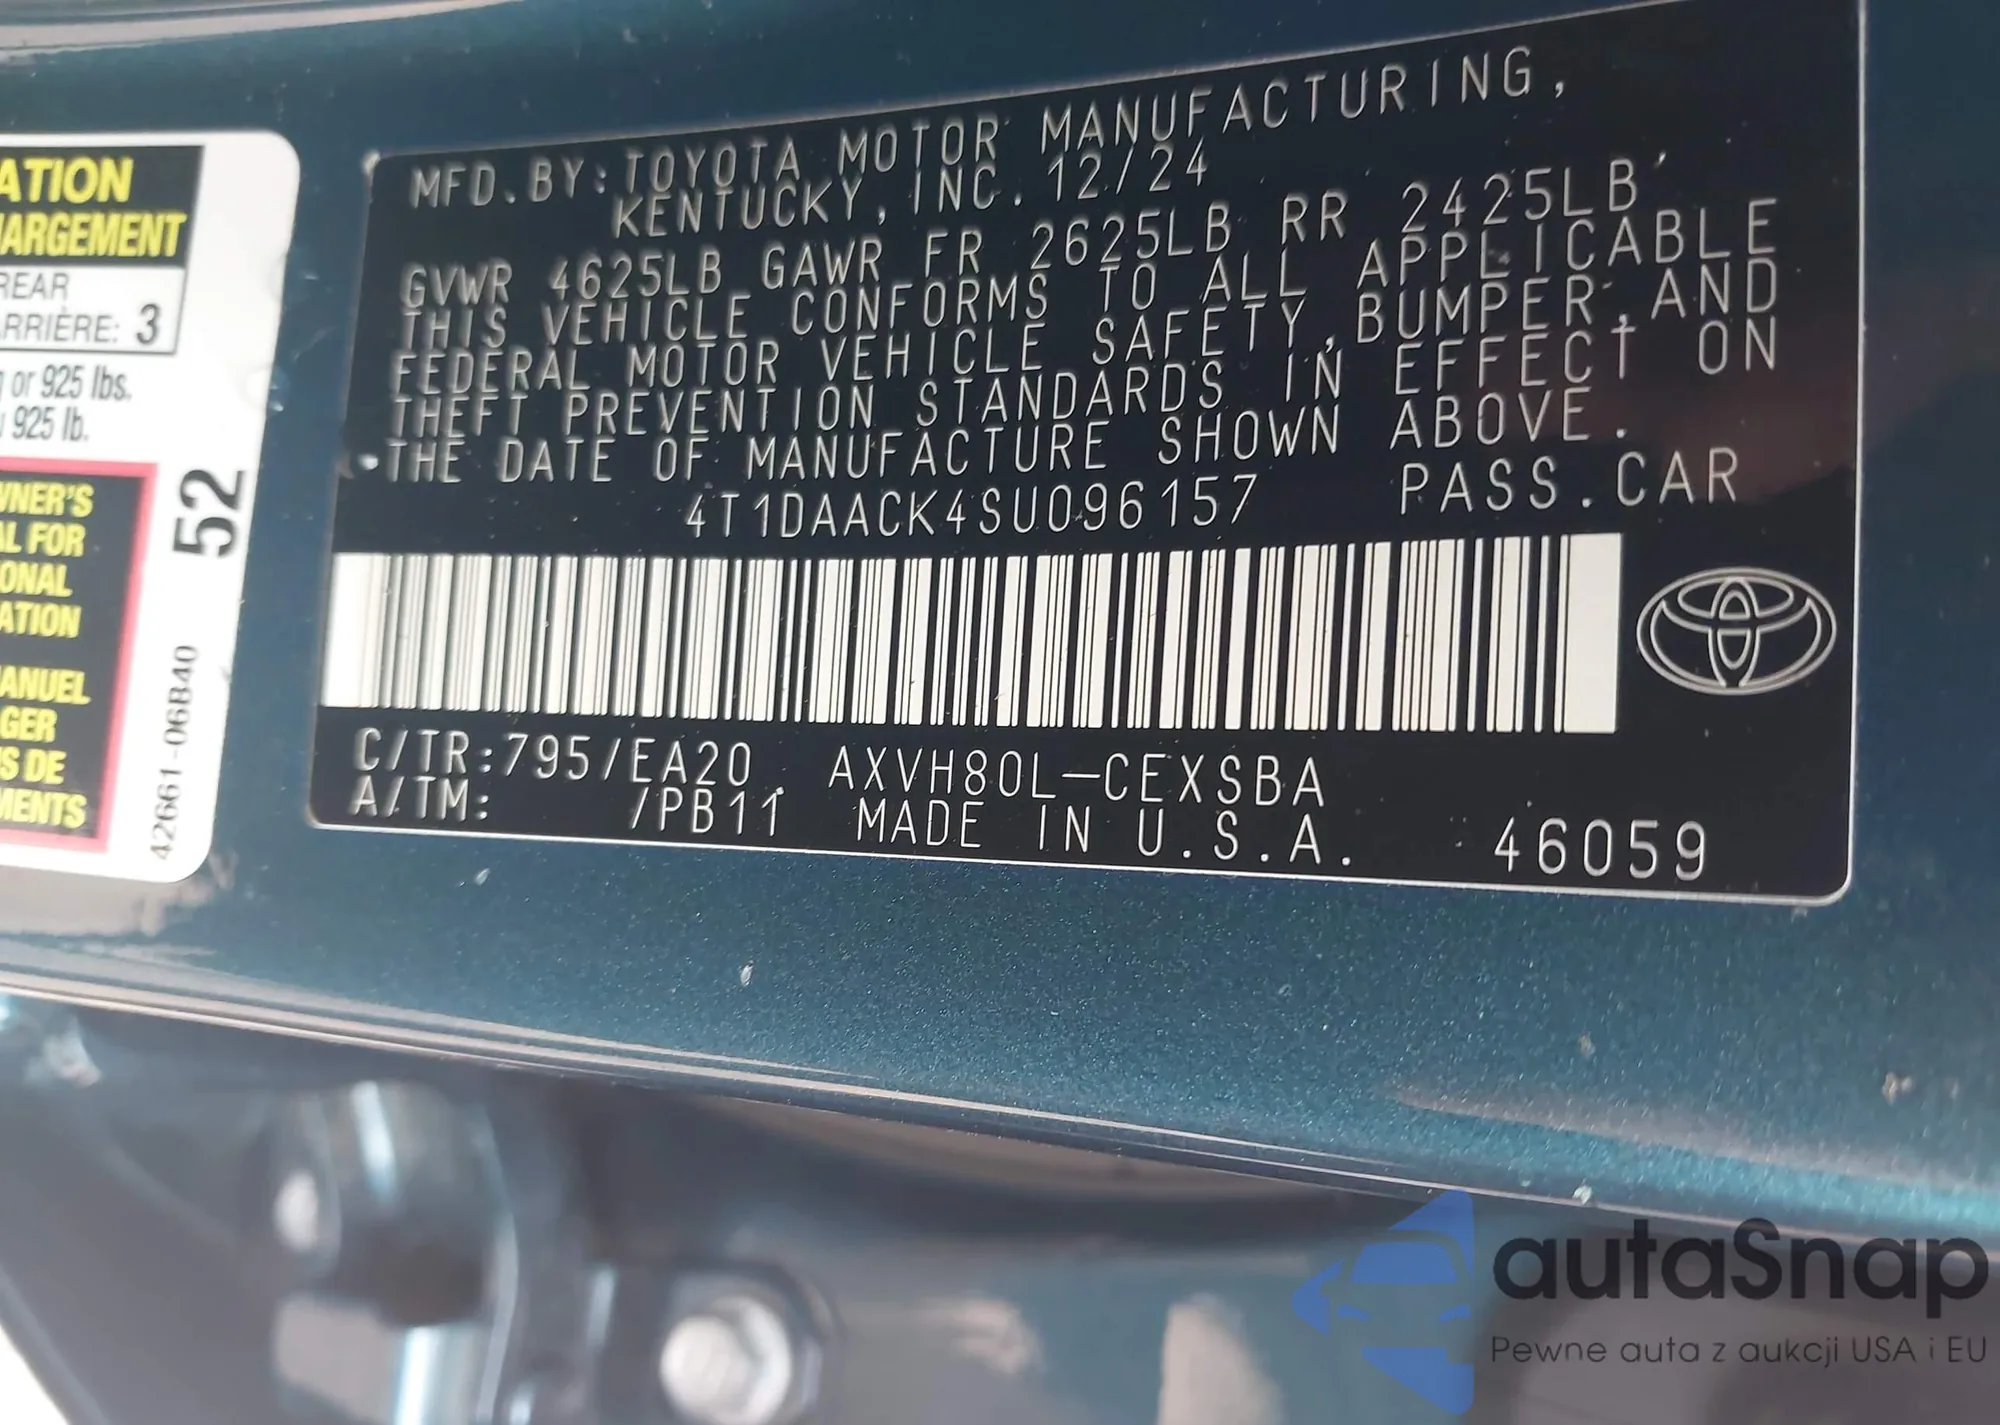 ATION
HARGEMENT
REAR
ARRIÈRE: 3
or 925 lbs.
925 lb.
WNER'S
AL FOR
ONAL
ATION
ANUEL
GER
S DE
MENTS
52
42661-06B40
MFD. BY: TOYOTA MOTOR MANUFACTURING,
KENTUCKY, INC. 12/24
GVWR 4625LB GAWR FR 2625LB RR 2425LB
THIS VEHICLE CONFORMS TO ALL APPLICABLE
FEDERAL MOTOR VEHICLE SAFETY, BUMPER, AND
THEFT PREVENTION STANDARDS IN EFFECT ON
THE DATE OF MANUFACTURE SHOWN ABOVE.
4T1DAACK4SU096157 PASS. CAR
C/TR: 795/EA20 AXVH80L-CEXSBA
A/TM: /PB11 MADE IN U.S.A. 46059
autaSnap
Pewne auta z aukcji USA i EU